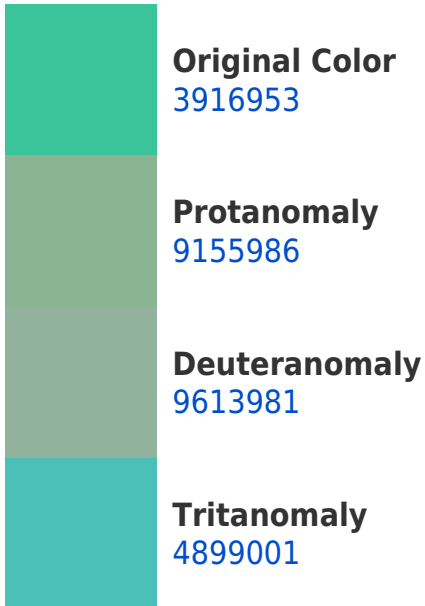 Original Color
3916953
Protanomaly
9155986
Deuteranomaly
9613981
Tritanomaly
4899001